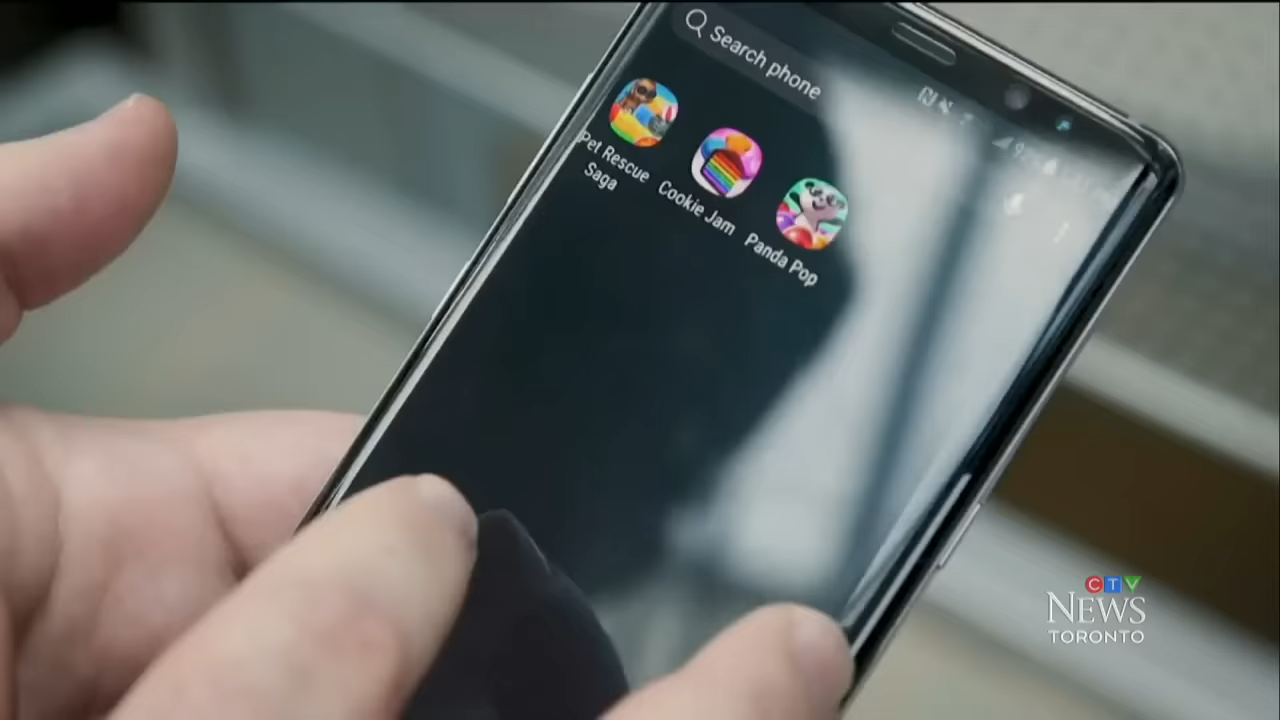 Search phone
Pet Rescue
Saga
Cookie Jam
Panda Pop
CTV
NEWS
TORONTO